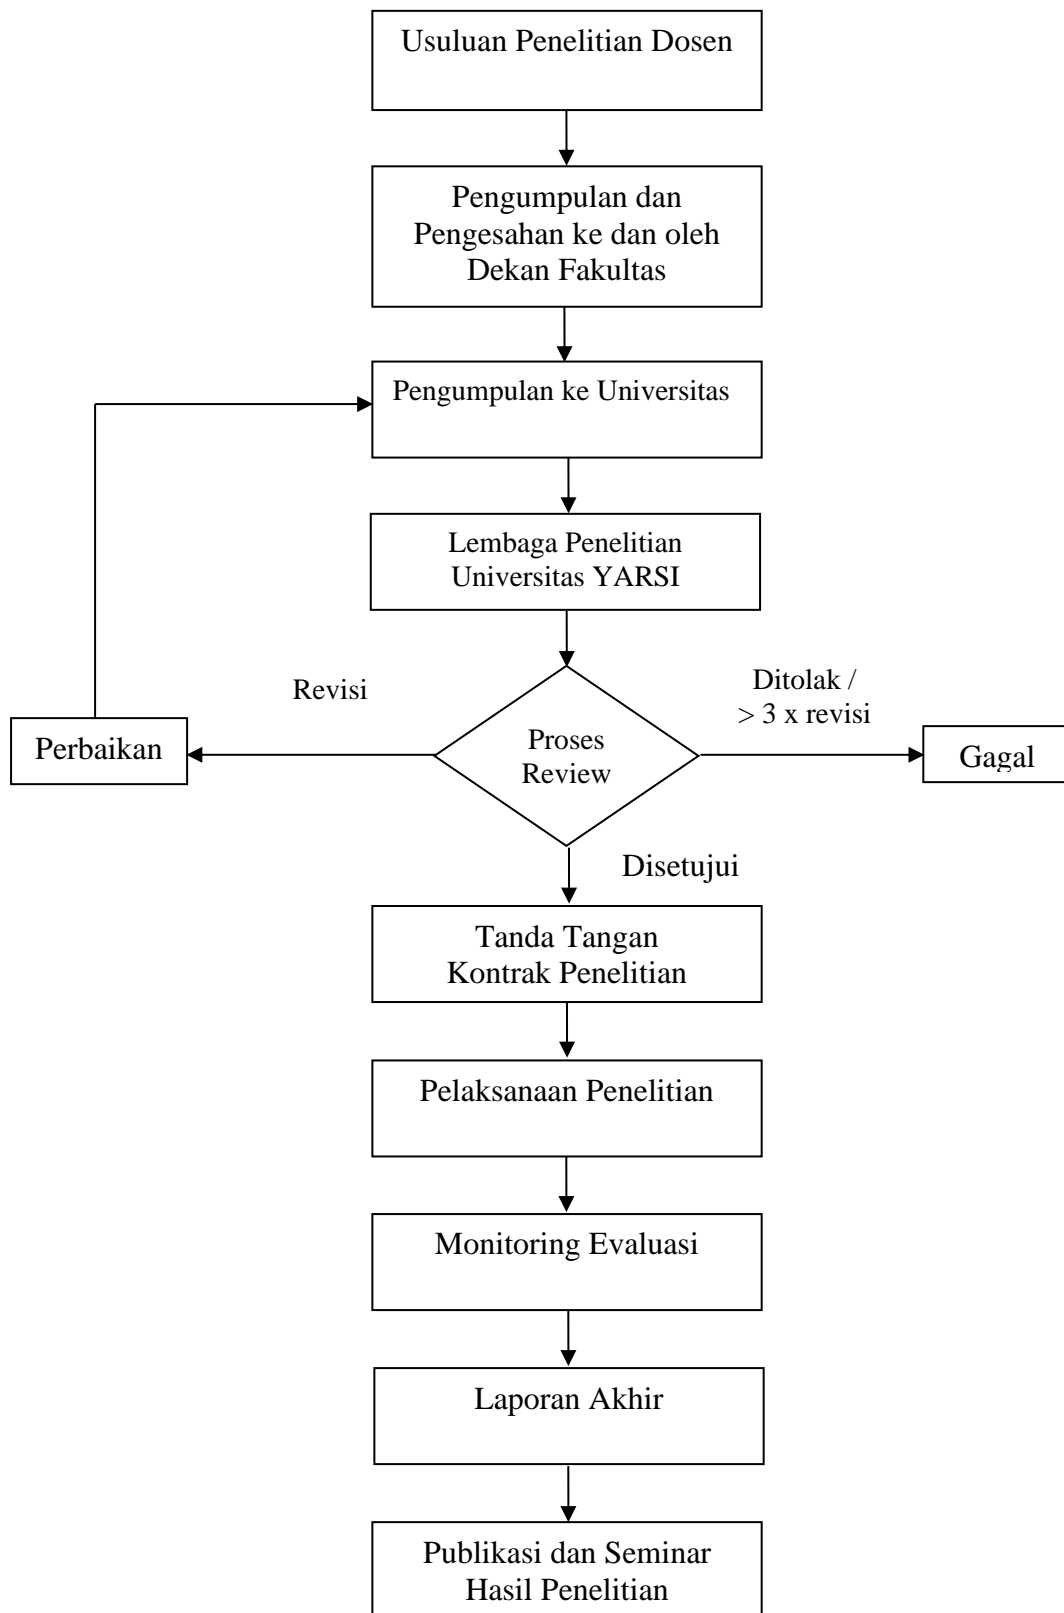 Usuluan Penelitian Dosen
Pengumpulan dan
Pengesahan ke dan oleh
Dekan Fakultas
Pengumpulan ke Universitas
Lembaga Penelitian
Universitas YARSI
Revisi
Ditolak /
> 3 x revisi
Perbaikan
Proses
Review
Gagal
Disetujui
Tanda Tangan
Kontrak Penelitian
Pelaksanaan Penelitian
Monitoring Evaluasi
Laporan Akhir
Publikasi dan Seminar
Hasil Penelitian